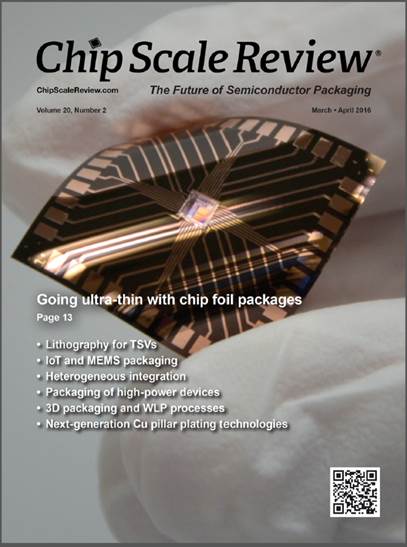 Chip Scale Review®
ChipScaleReview.com
The Future of Semiconductor Packaging
Volume 20, Number 2
March • April 2016
Going ultra-thin with chip foil packages
Page 13
• Lithography for TSVs
• IoT and MEMS packaging
• Heterogeneous integration
• Packaging of high-power devices
• 3D packaging and WLP processes
• Next-generation Cu pillar plating technologies